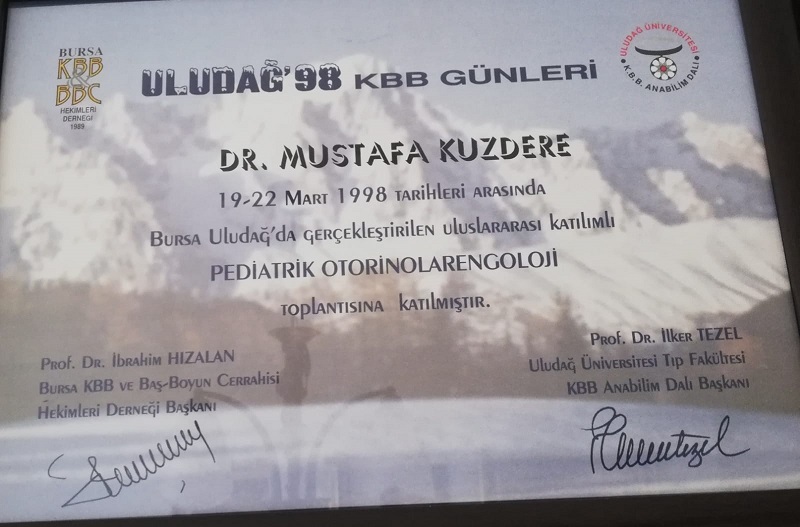 BURSA
KBB
&
BBC
HEKİMLERİ
DERNEĞİ
1989
ULUDAĞ'98 KBB GÜNLERİ
ULUDAĞ ÜNİVERSİTESİ
K.B.B. ANABİLİM DALI
DR. MUSTAFA KUZDERE
19-22 MART 1998 TARİHLERİ ARASINDA
BURSA ULUDAĞ'DA GERÇEKLEŞTİRİLEN ULUSLARARASI KATILIMLI
PEDİATRİK OTORİNOLARENGOLOJİ
TOPLANTISINA KATILMIŞTIR.
PROF. DR. İBRAHİM HIZALAN
BURSA KBB VE BAŞ-BOYUN CERRAHİSİ
HEKİMLERİ DERNEĞİ BAŞKANI
PROF. DR. İLKER TEZEL
ULUDAĞ ÜNİVERSİTESİ TIP FAKÜLTESİ
KBB ANABİLİM DALI BAŞKANI